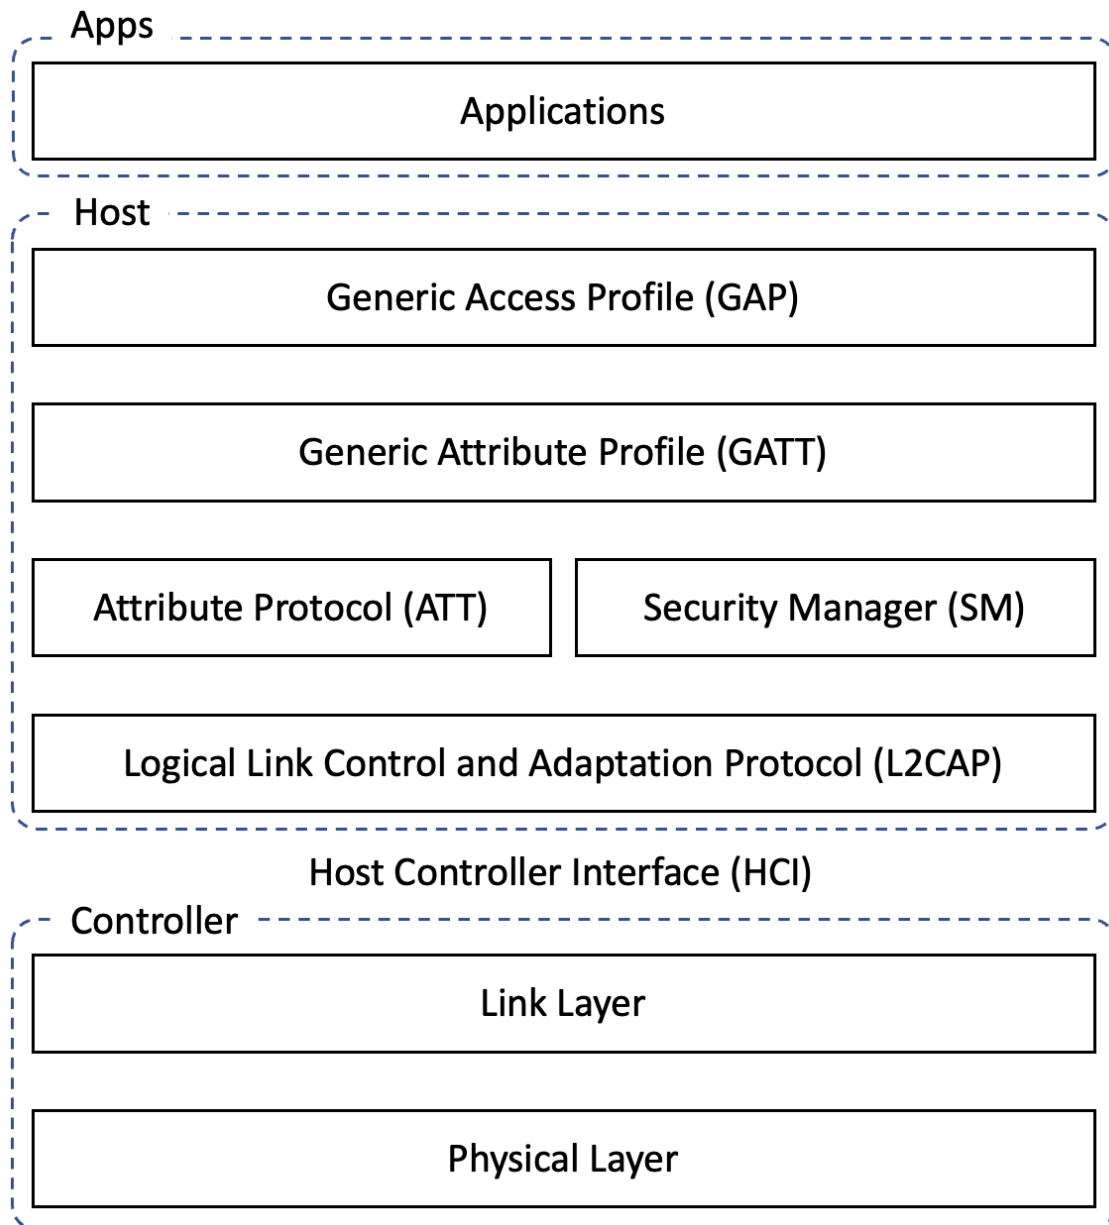 Apps
Applications
Host
Generic Access Profile (GAP)
Generic Attribute Profile (GATT)
Attribute Protocol (ATT)
Security Manager (SM)
Logical Link Control and Adaptation Protocol (L2CAP)
Host Controller Interface (HCI)
Controller
Link Layer
Physical Layer